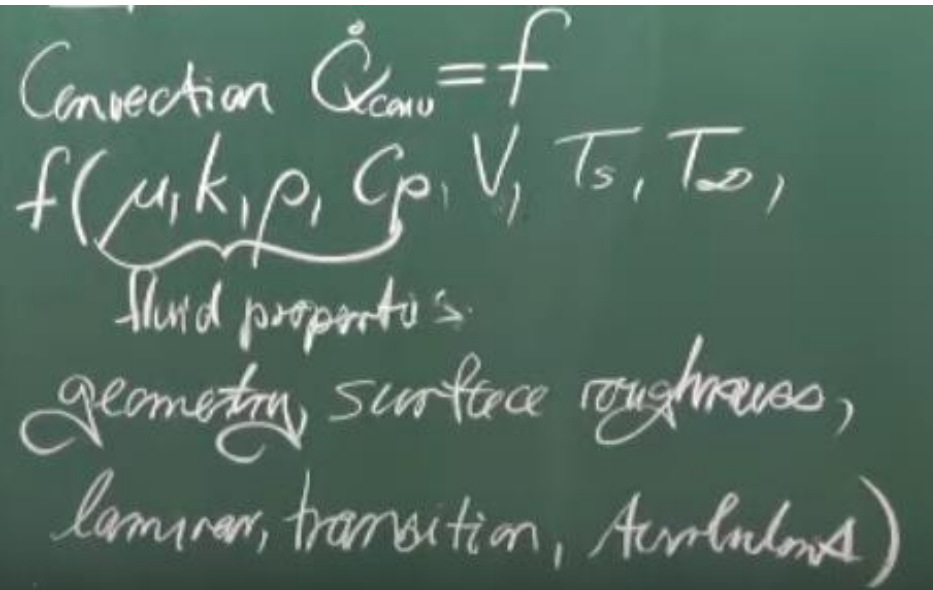 Convection Q̇conv = f
f(μ, k, ρ, Cp, V, Ts, T∞,
fluid properties
geometry, surface roughness,
laminar, transition, turbulent)